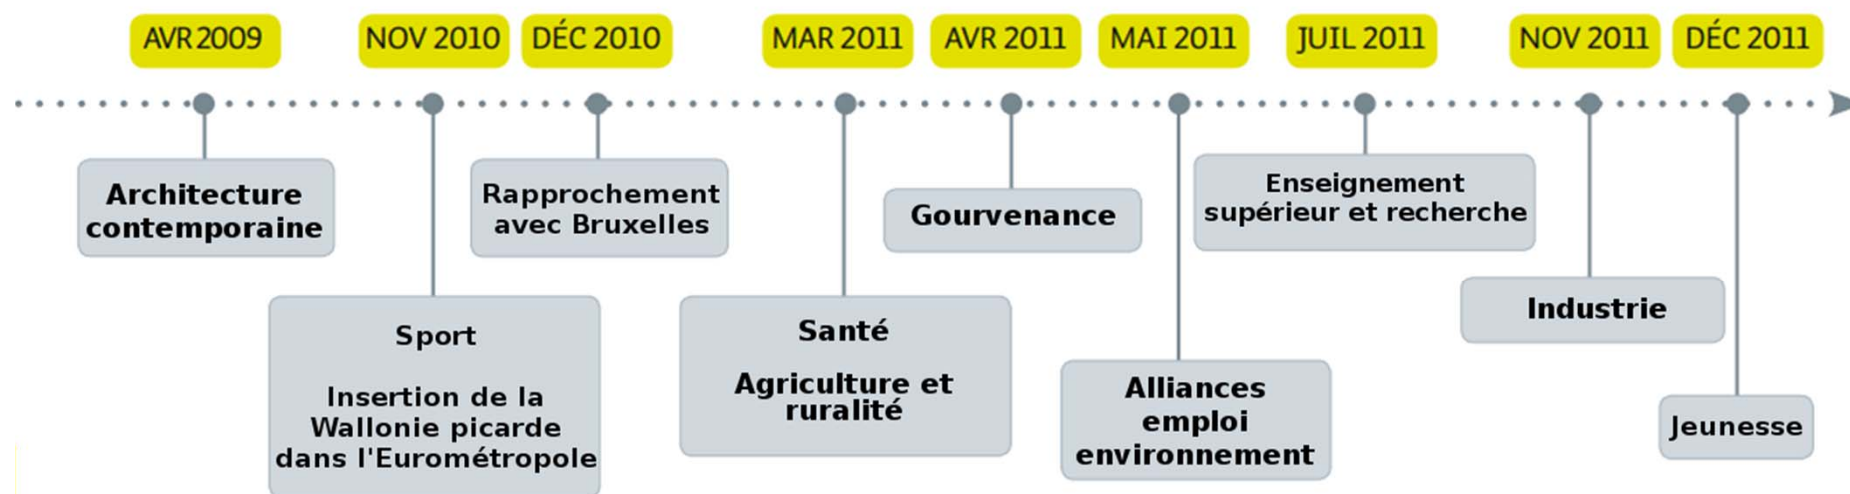 AVR 2009
NOV 2010
DÉC 2010
MAR 2011
AVR 2011
MAI 2011
JUIL 2011
NOV 2011
DÉC 2011
Architecture
contemporaine
Sport
Insertion de la
Wallonie picarde
dans l'Eurométropole
Rapprochement
avec Bruxelles
Santé
Agriculture et
ruralité
Gourvenance
Alliances
emploi
environnement
Enseignement
supérieur et recherche
Industrie
Jeunesse